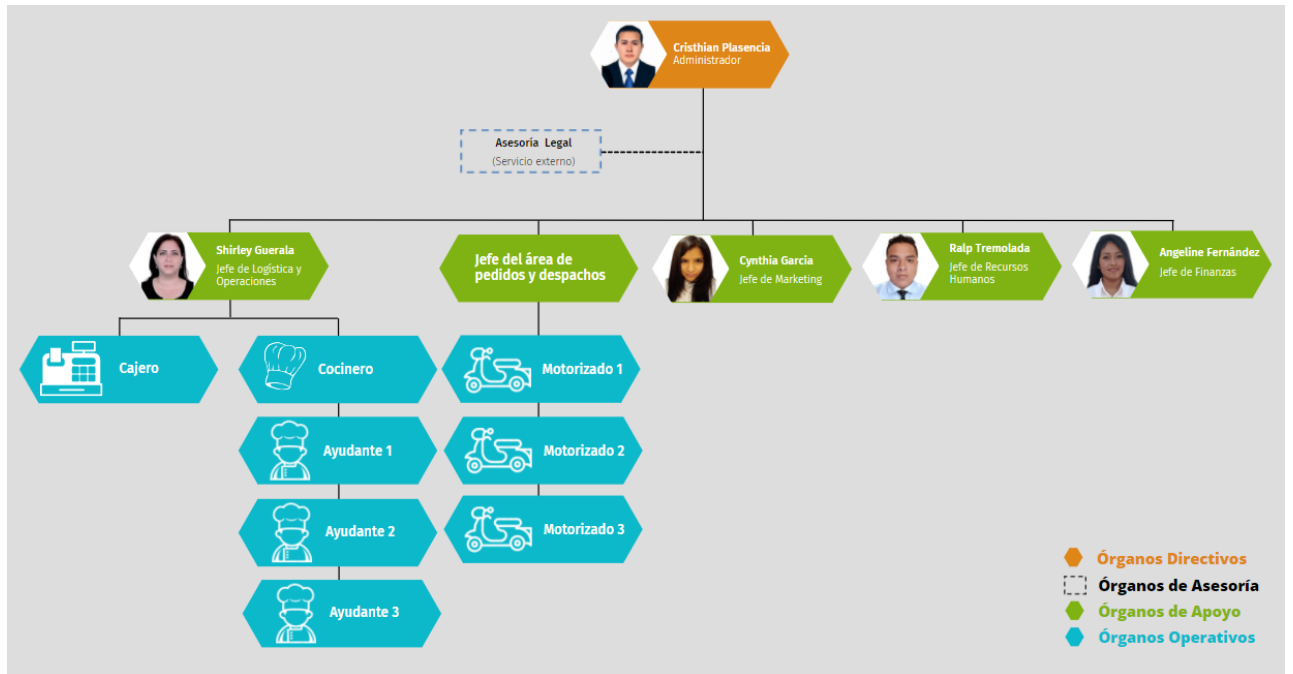 Cristhian Plasencia
Administrador
Asesoría Legal
(Servicio externo)
Shirley Guerala
Jefe de Logística y
Operaciones
Jefe del área de
pedidos y despachos
Cynthia Garcia
Jefe de Marketing
Ralp Tremolada
Jefe de Recursos
Humanos
Angeline Fernández
Jefe de Finanzas
Cajero
Cocinero
Motorizado 1
Ayudante 1
Motorizado 2
Ayudante 2
Motorizado 3
Ayudante 3
Órganos Directivos
Órganos de Asesoría
Órganos de Apoyo
Órganos Operativos